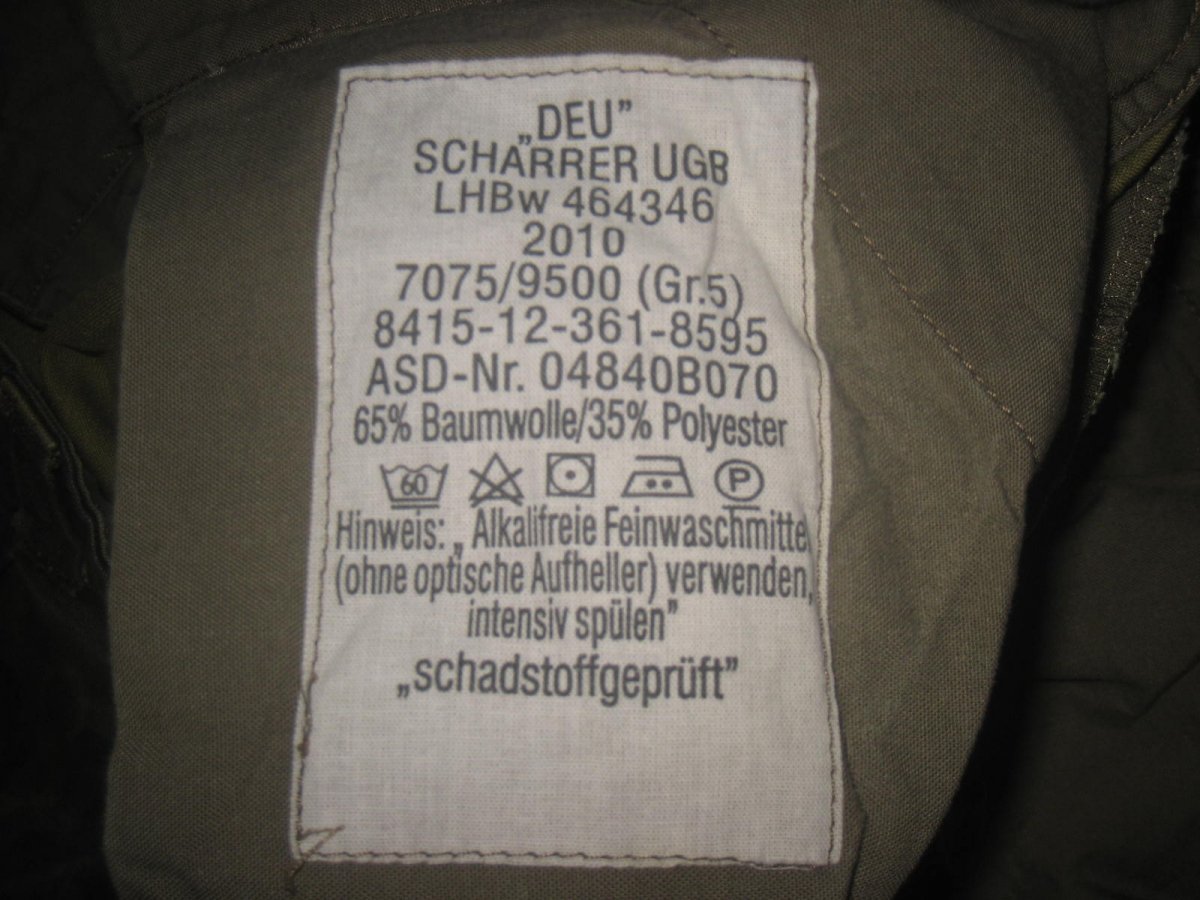 „DEU”
SCHARRER UGB
LHBw 464346
2010
7075/9500 (Gr.5)
8415-12-361-8595
ASD-Nr. 04840B070
65% Baumwolle/35% Polyester
60 P
Hinweis: „ Alkalifreie Feinwaschmitte
(ohne optische Aufheller) verwenden,
intensiv spülen”
„schadstoffgeprüft”